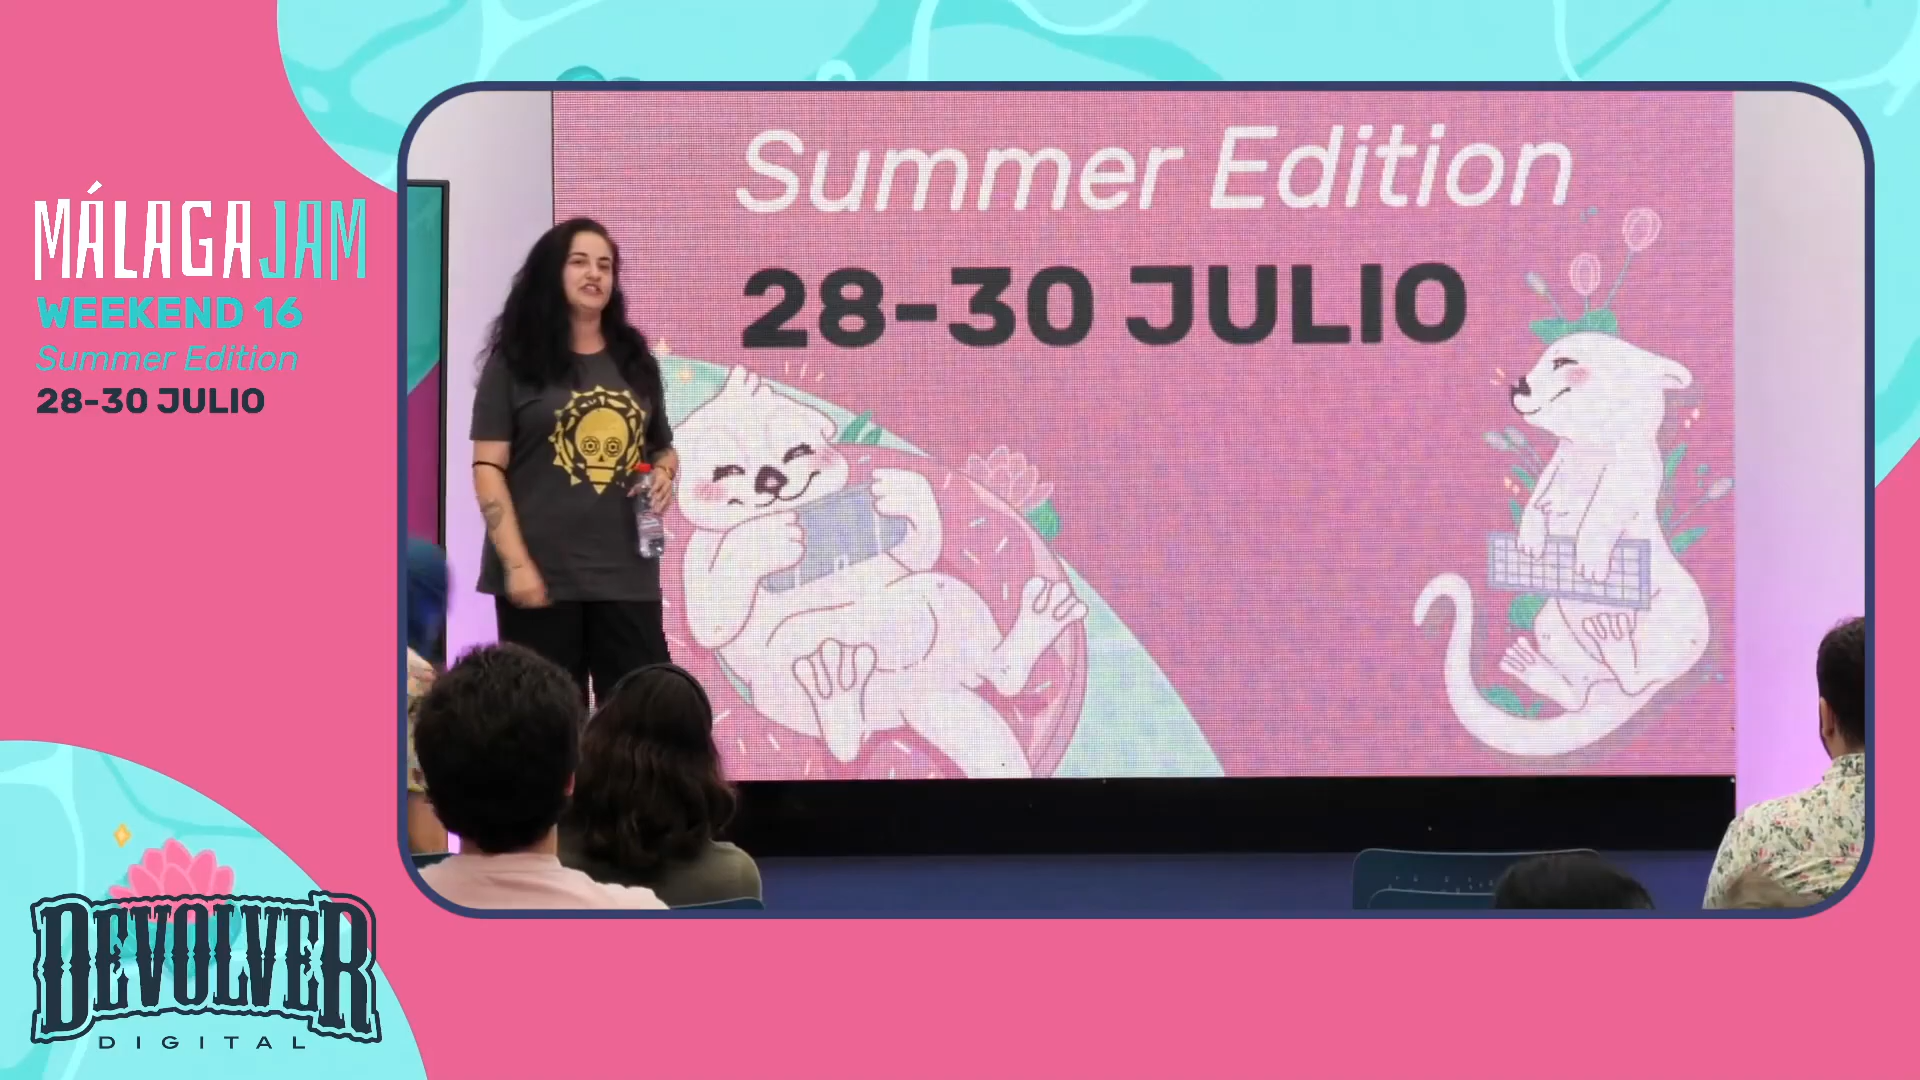 MÁLAGAJAM
WEEKEND 16
Summer Edition
28-30 JULIO
Summer Edition
28-30 JULIO
DEVOLVER
DIGITAL